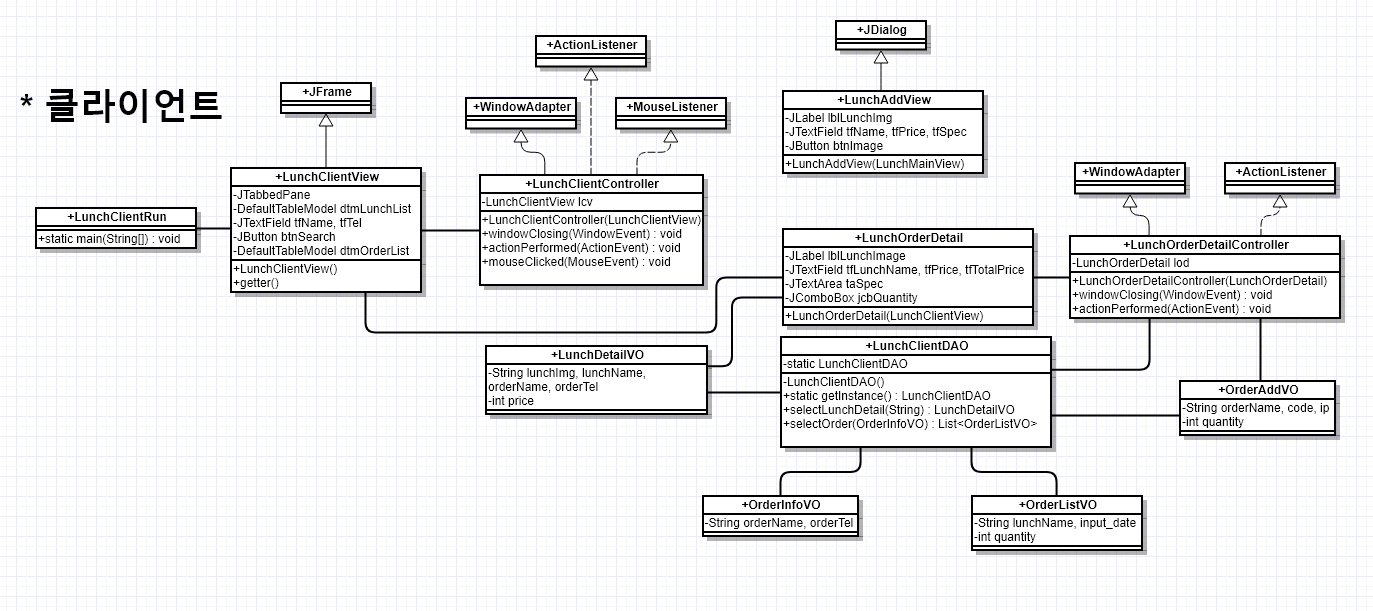 * 클라이언트
+JFrame
+ActionListener
+WindowAdapter
+MouseListener
+JDialog
+LunchAddView
-JLabel lblLunchImg
-JTextField tfName, tfPrice, tfSpec
-JButton btnImage
+LunchAddView(LunchMainView)
+LunchClientRun
+static main(String[]) : void
+LunchClientView
-JTabbedPane
-DefaultTableModel dtmLunchList
-JTextField tfName, tfTel
-JButton btnSearch
-DefaultTableModel dtmOrderList
+LunchClientView()
+getter()
+LunchClientController
-LunchClientView lcv
+LunchClientController(LunchClientView)
+windowClosing(WindowEvent) : void
+actionPerformed(ActionEvent) : void
+mouseClicked(MouseEvent) : void
+WindowAdapter
+ActionListener
+LunchOrderDetail
-JLabel lblLunchImage
-JTextField tfLunchName, tfPrice, tfTotalPrice
-JTextArea taSpec
-JComboBox jcbQuantity
+LunchOrderDetail(LunchClientView)
+LunchOrderDetailController
-LunchOrderDetail lod
+LunchOrderDetailController(LunchOrderDetail)
+windowClosing(WindowEvent) : void
+actionPerformed(ActionEvent) : void
+LunchDetailVO
-String lunchImg, lunchName,
orderName, orderTel
-int price
+LunchClientDAO
-static LunchClientDAO
-LunchClientDAO()
+static getInstance() : LunchClientDAO
+selectLunchDetail(String) : LunchDetailVO
+selectOrder(OrderInfoVO) : List<OrderListVO>
+OrderAddVO
-String orderName, code, ip
-int quantity
+OrderInfoVO
-String orderName, orderTel
+OrderListVO
-String lunchName, input_date
-int quantity